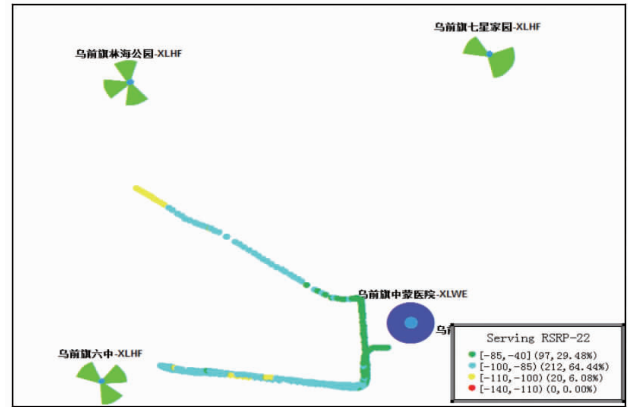 乌前旗七星家园-XLHF
乌前旗林海公园-XLHF
乌前旗中蒙医院-XLWE
乌前
乌前旗六中-XLHF
Serving RSRP-22
[-85,-40](97,29.48%)
[-100,-85)(212,64.44%)
[-110,-100)(20,6.08%)
[-140,-110)(0,0.00%)